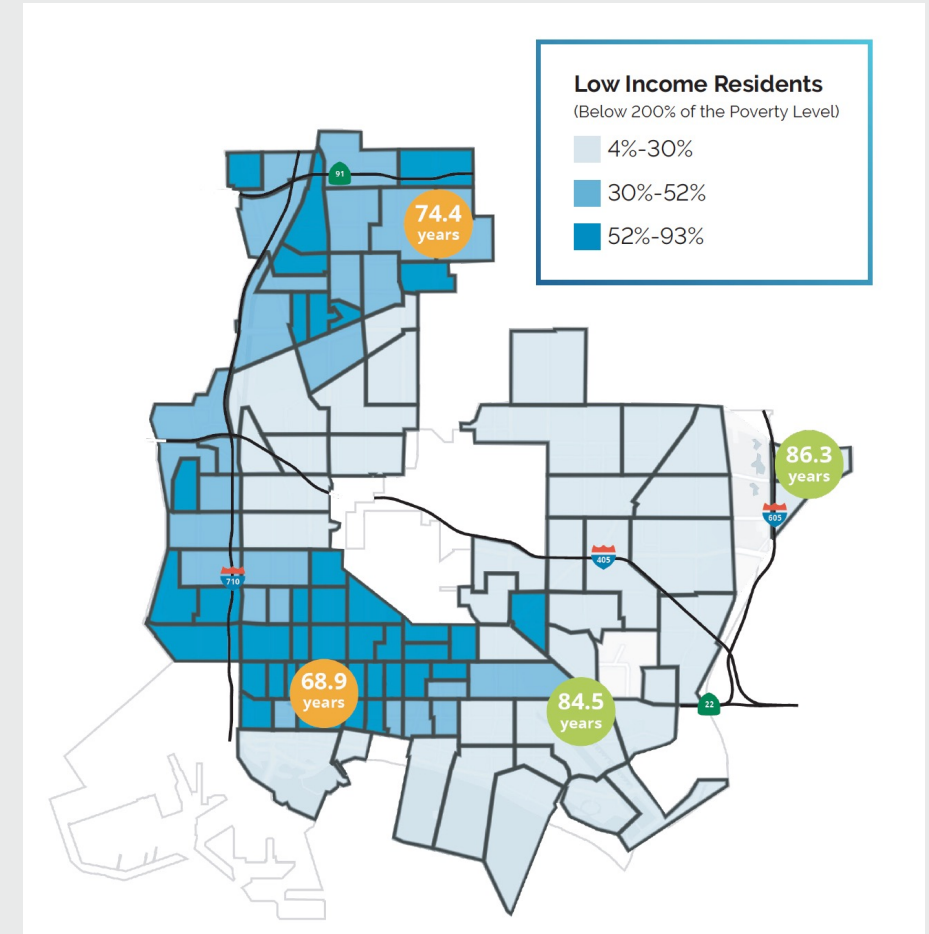 Low Income Residents
(Below 200% of the Poverty Level)
4%-30%
30%-52%
52%-93%
91
74.4
years
86.3
years
605
405
710
68.9
years
84.5
years
22